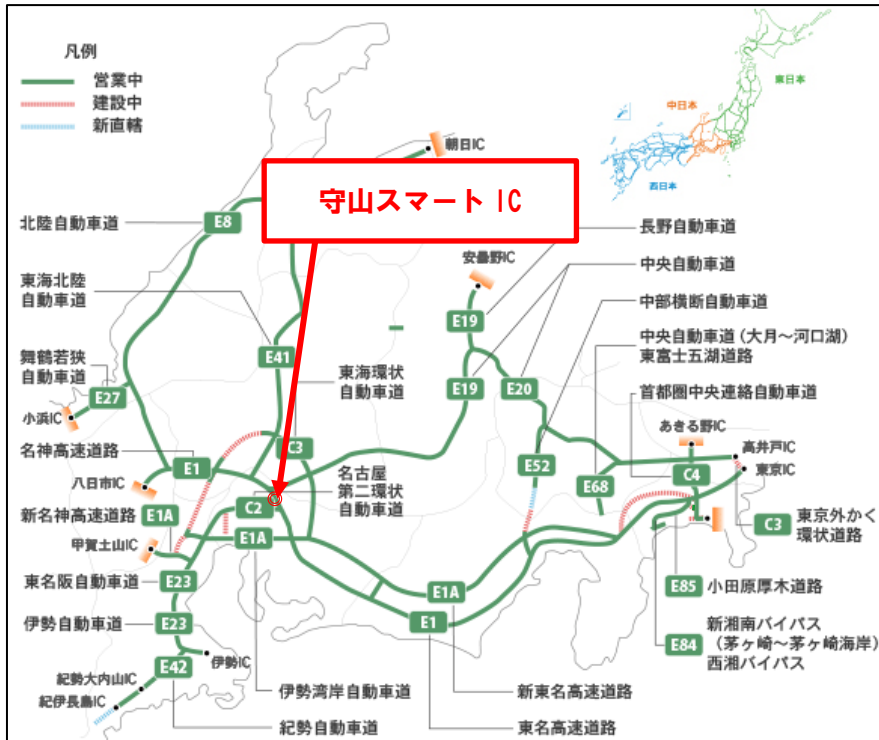 凡例
営業中
建設中
新直轄
東日本
中日本
西日本
朝日IC
守山スマートIC
北陸自動車道
E8
長野自動車道
安曇野IC
中央自動車道
東海北陸
自動車道
中部横断自動車道
E19
中央自動車道(大月～河口湖)
東富士五湖道路
E41
舞鶴若狭
自動車道
東海環状
自動車道
E19
E20
首都圏中央連絡自動車道
E27
小浜IC
あきる野IC
名神高速道路
C3
高井戸IC
E1
E52
C4
東京IC
八日市IC
名古屋
第二環状
自動車道
E68
新名神高速道路
E1A
C2
C3
東京外かく
環状道路
甲賀土山IC
E1A
東名阪自動車道
E23
E1A
E85
小田原厚木道路
伊勢自動車道
E23
E1
新湘南バイパス
(茅ヶ崎～茅ヶ崎海岸)
西湘バイパス
E84
伊勢IC
E42
紀勢大内山IC
紀伊長島IC
伊勢湾岸自動車道
新東名高速道路
紀勢自動車道
東名高速道路